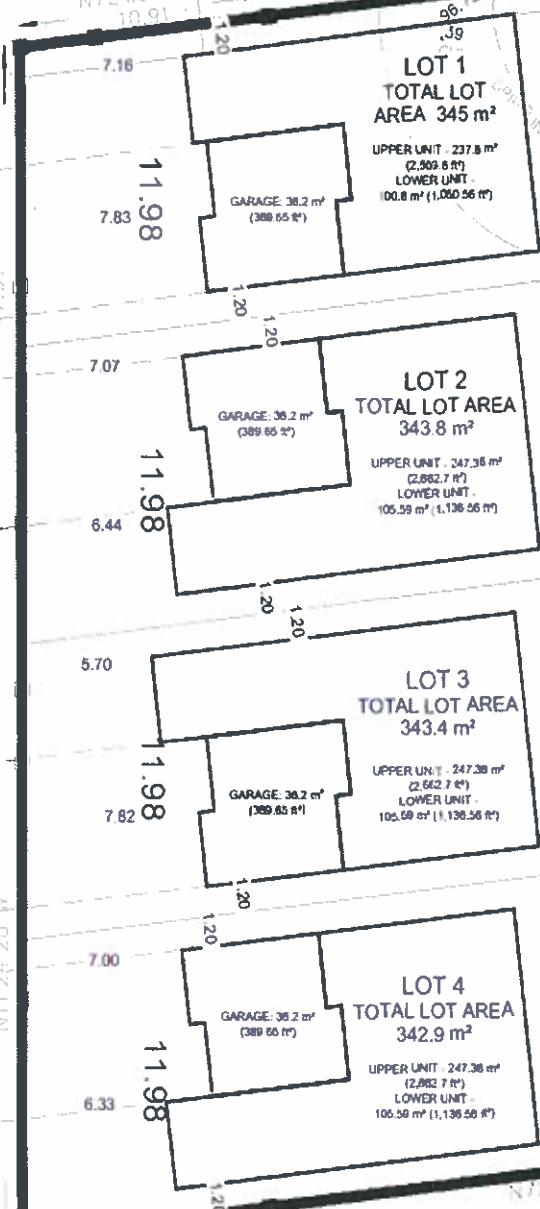 10.91
1.20
.39
7.16
LOT 1
TOTAL LOT
AREA 345 m²
UPPER UNIT - 237.8 m²
LOWER UNIT -
11.98
7.83
GARAGE: 36.2 m²
(389.65 ft²)
1.20
1.20
7.07
LOT 2
TOTAL LOT AREA
343.8 m²
GARAGE: 36.2 m²
(389.65 ft²)
UPPER UNIT - 247.36 m²
(2,662.7 ft²)
LOWER UNIT -
105.59 m² (1,136.56 ft²)
11.98
6.44
1.20
1.20
5.70
LOT 3
TOTAL LOT AREA
343.4 m²
UPPER UNIT - 247.36 m²
(2,662.7 ft²)
LOWER UNIT -
105.59 m² (1,136.56 ft²)
11.98
7.82
GARAGE: 36.2 m²
(389.65 ft²)
1.20
1.20
7.00
LOT 4
TOTAL LOT AREA
342.9 m²
GARAGE: 36.2 m²
(389.65 ft²)
UPPER UNIT - 247.36 m²
(2,662.7 ft²)
LOWER UNIT -
105.59 m² (1,136.56 ft²)
11.98
6.33